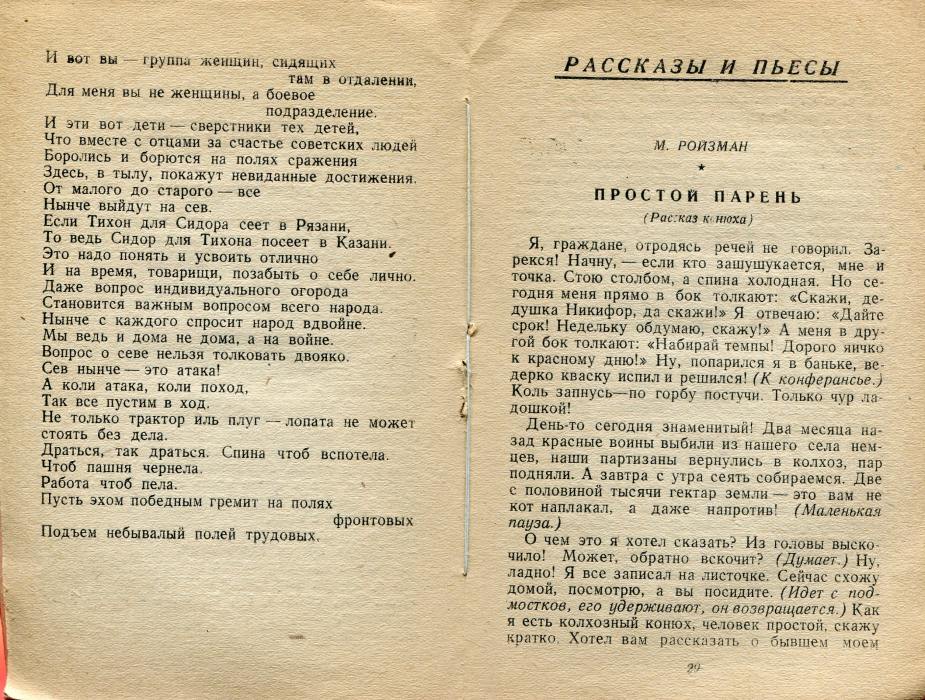 И вот вы — группа женщин, сидящих
там в отдалении,
Для меня вы не женщины, а боевое
подразделение.
И эти вот дети — сверстники тех детей,
Что вместе с отцами за счастье советских людей
Боролись и борются на полях сражения
Здесь, в тылу, покажут невиданные достижения.
От малого до старого — все
Нынче выйдут на сев.
Если Тихон для Сидора сеет в Рязани,
То ведь Сидор для Тихона посеет в Казани.
Это надо понять и усвоить отлично
И на время, товарищи, позабыть о себе лично.
Даже вопрос индивидуального огорода
Становится важным вопросом всего народа.
Нынче с каждого спросит народ вдвойне.
Мы ведь и дома не дома, а на войне.
Вопрос о севе нельзя толковать двояко.
Сев нынче — это атака!
А коли атака, коли поход,
Так все пустим в ход.
Не только трактор иль плуг — лопата не может
стоять без дела.
Драться, так драться. Спина чтоб вспотела.
Чтоб пашня чернела.
Работа чтоб пела.
Пусть эхом победным гремит на полях
фронтовых
Подъем небывалый полей трудовых.
РАССКАЗЫ И ПЬЕСЫ
М. РОЙЗМАН
★
ПРОСТОЙ ПАРЕНЬ
(Рассказ конюха)
Я, граждане, отродясь речей не говорил. За-
рекся! Начну, — если кто зашушукается, мне и
точка. Стою столбом, а спина холодная. Но се-
годня меня прямо в бок толкают: «Скажи, де-
душка Никифор, да скажи!» Я отвечаю: «Дайте
срок! Недельку обдумаю, скажу!» А меня в дру-
гой бок толкают: «Набирай темпы! Дорого яичко
к красному дню!» Ну, попарился я в баньке, ве-
дерко кваску испил и решился! (К конферансье.)
Коль запнусь—по горбу постучи. Только чур ла-
дошкой!
День-то сегодня знаменитый! Два месяца на-
зад красные воины выбили из нашего села нем-
цев, наши партизаны вернулись в колхоз, пар
подняли. А завтра с утра сеять собираемся. Две
с половиной тысячи гектар земли — это вам не
кот наплакал, а даже напротив! (Маленькая
пауза.)
О чем это я хотел сказать? Из головы выско-
чило! Может, обратно вскочит? (Думает.) Ну,
ладно! Я все записал на листочке. Сейчас схожу
домой, посмотрю, а вы посидите. (Идет с под-
мостков, его удерживают, он возвращается.) Как
я есть колхозный конюх, человек простой, скажу
кратко. Хотел вам рассказать о бывшем моем
29